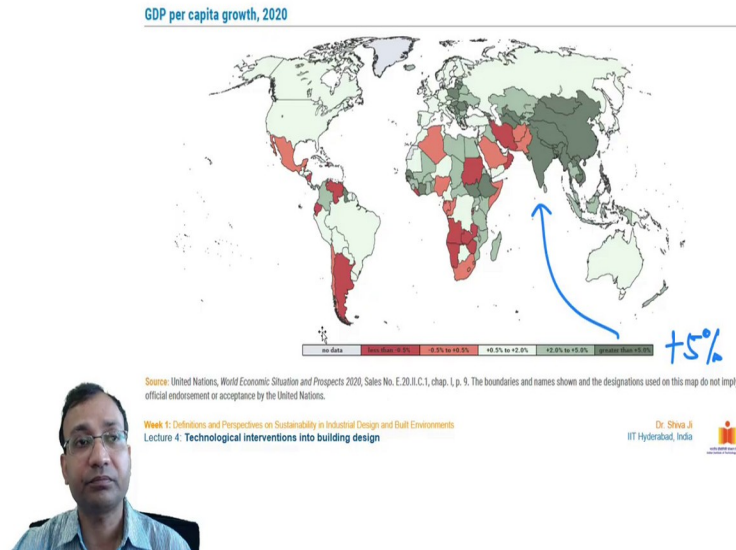 GDP per capita growth, 2020
no data
less than -0.5%
-0.5% to +0.5%
+0.5% to +2.0%
+2.0% to +5.0%
greater than +5.0%
+5%
Source: United Nations, World Economic Situation and Prospects 2020, Sales No. E.20.II.C.1, chap. I, p. 9. The boundaries and names shown and the designations used on this map do not imply
official endorsement or acceptance by the United Nations.
Week 1: Definitions and Perspectives on Sustainability in Industrial Design and Built Environments
Lecture 4: Technological interventions into building design
Dr. Shiva Ji
IIT Hyderabad, India